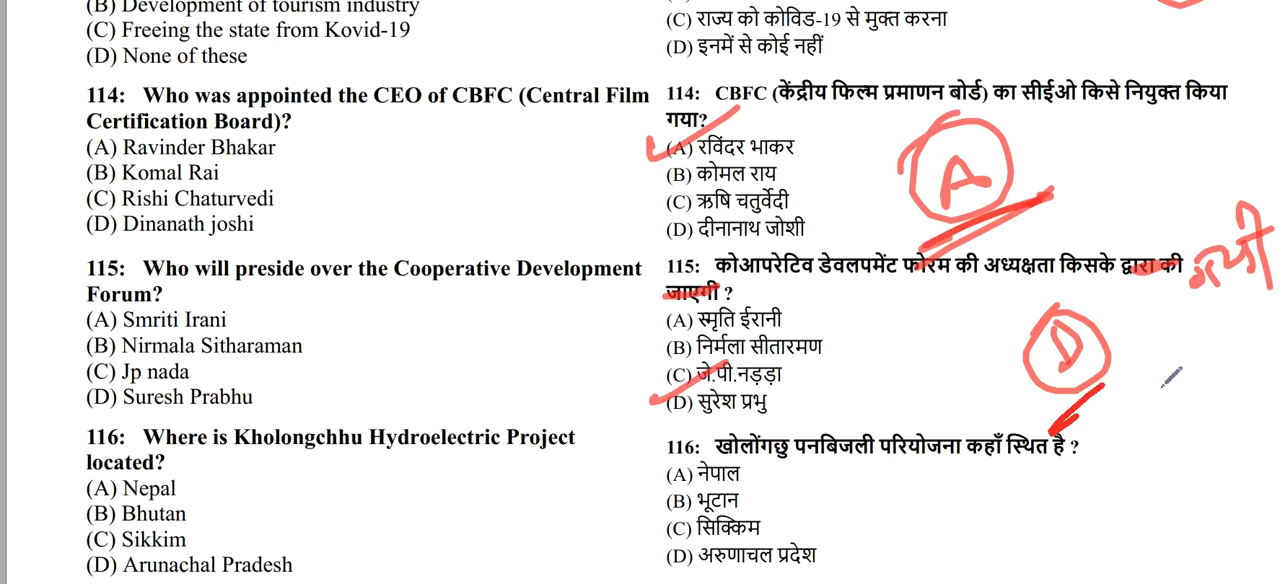 (B) Development of tourism industry
(C) Freeing the state from Kovid-19
(D) None of these
114: Who was appointed the CEO of CBFC (Central Film
Certification Board)?
(A) Ravinder Bhakar
(B) Komal Rai
(C) Rishi Chaturvedi
(D) Dinanath joshi
115: Who will preside over the Cooperative Development
Forum?
(A) Smriti Irani
(B) Nirmala Sitharaman
(C) Jp nada
(D) Suresh Prabhu
116: Where is Kholongchhu Hydroelectric Project
located?
(A) Nepal
(B) Bhutan
(C) Sikkim
(D) Arunachal Pradesh
(C) राज्य को कोविड-19 से मुक्त करना
(D) इनमें से कोई नहीं
114: CBFC (केंद्रीय फिल्म प्रमाणन बोर्ड) का सीईओ किसे नियुक्त किया
गया?
(A) रविंदर भाकर
(B) कोमल राय
(C) ऋषि चतुर्वेदी
(D) दीनानाथ जोशी
A
115: कोआपरेटिव डेवलपमेंट फोरम की अध्यक्षता किसके द्वारा की
जाएगी ?
गयी
(A) स्मृति ईरानी
(B) निर्मला सीतारमण
(C) जे.पी.नड्डा
(D) सुरेश प्रभु
D
116: खोलोंगछु पनबिजली परियोजना कहाँ स्थित है ?
(A) नेपाल
(B) भूटान
(C) सिक्किम
(D) अरुणाचल प्रदेश